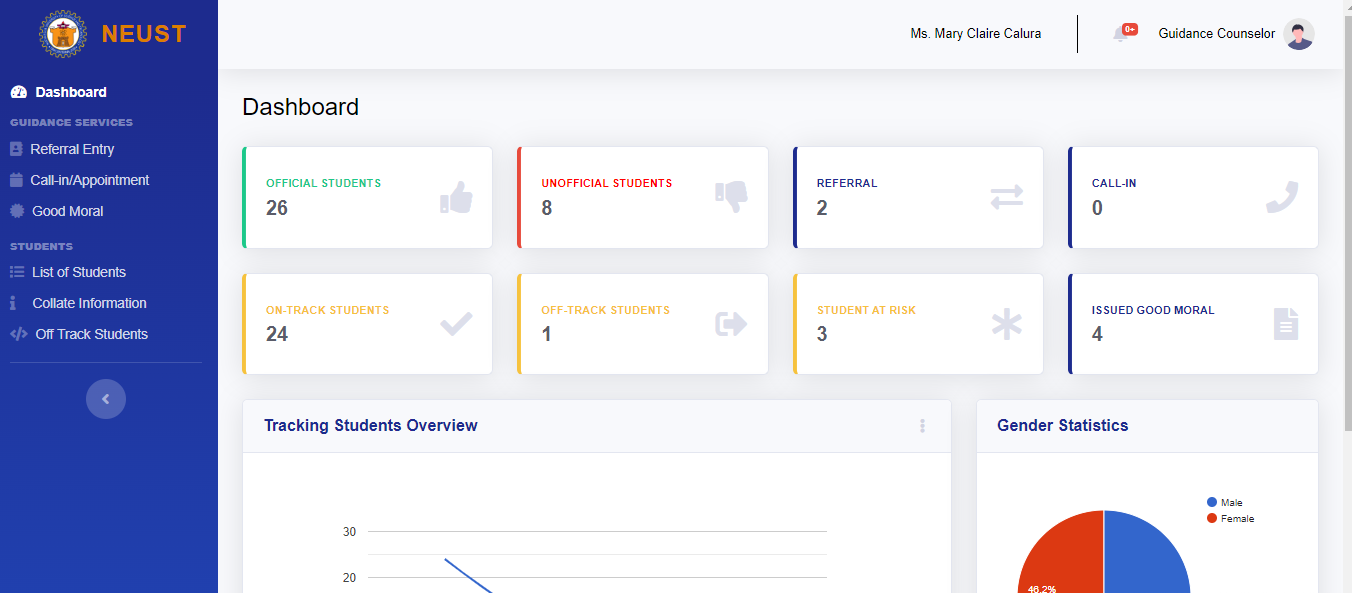 NEUST
Ms. Mary Claire Calura
0+
Guidance Counselor
Dashboard
GUIDANCE SERVICES
Referral Entry
Call-in/Appointment
Good Moral
STUDENTS
List of Students
Collate Information
Off Track Students
Dashboard
OFFICIAL STUDENTS
26
UNOFFICIAL STUDENTS
8
REFERRAL
2
CALL-IN
0
ON-TRACK STUDENTS
24
OFF-TRACK STUDENTS
1
STUDENT AT RISK
3
ISSUED GOOD MORAL
4
Tracking Students Overview
30
20
Gender Statistics
Male
Female
46.2%